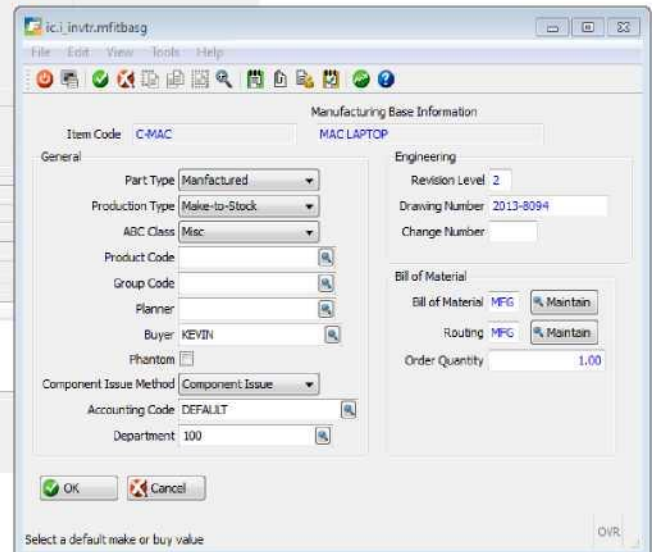 ic.i_invtr.mfitbasg
File Edit View Tools Help
Manufacturing Base Information
Item Code C-MAC MAC LAPTOP
General
Part Type Manfactured
Production Type Make-to-Stock
ABC Class Misc
Product Code
Group Code
Planner
Buyer KEVIN
Phantom
Component Issue Method Component Issue
Accounting Code DEFAULT
Department 100
Engineering
Revision Level 2
Drawing Number 2013-8094
Change Number
Bill of Material
Bill of Material MFG Maintain
Routing MFG Maintain
Order Quantity 1.00
OK Cancel
Select a default make or buy value OVR